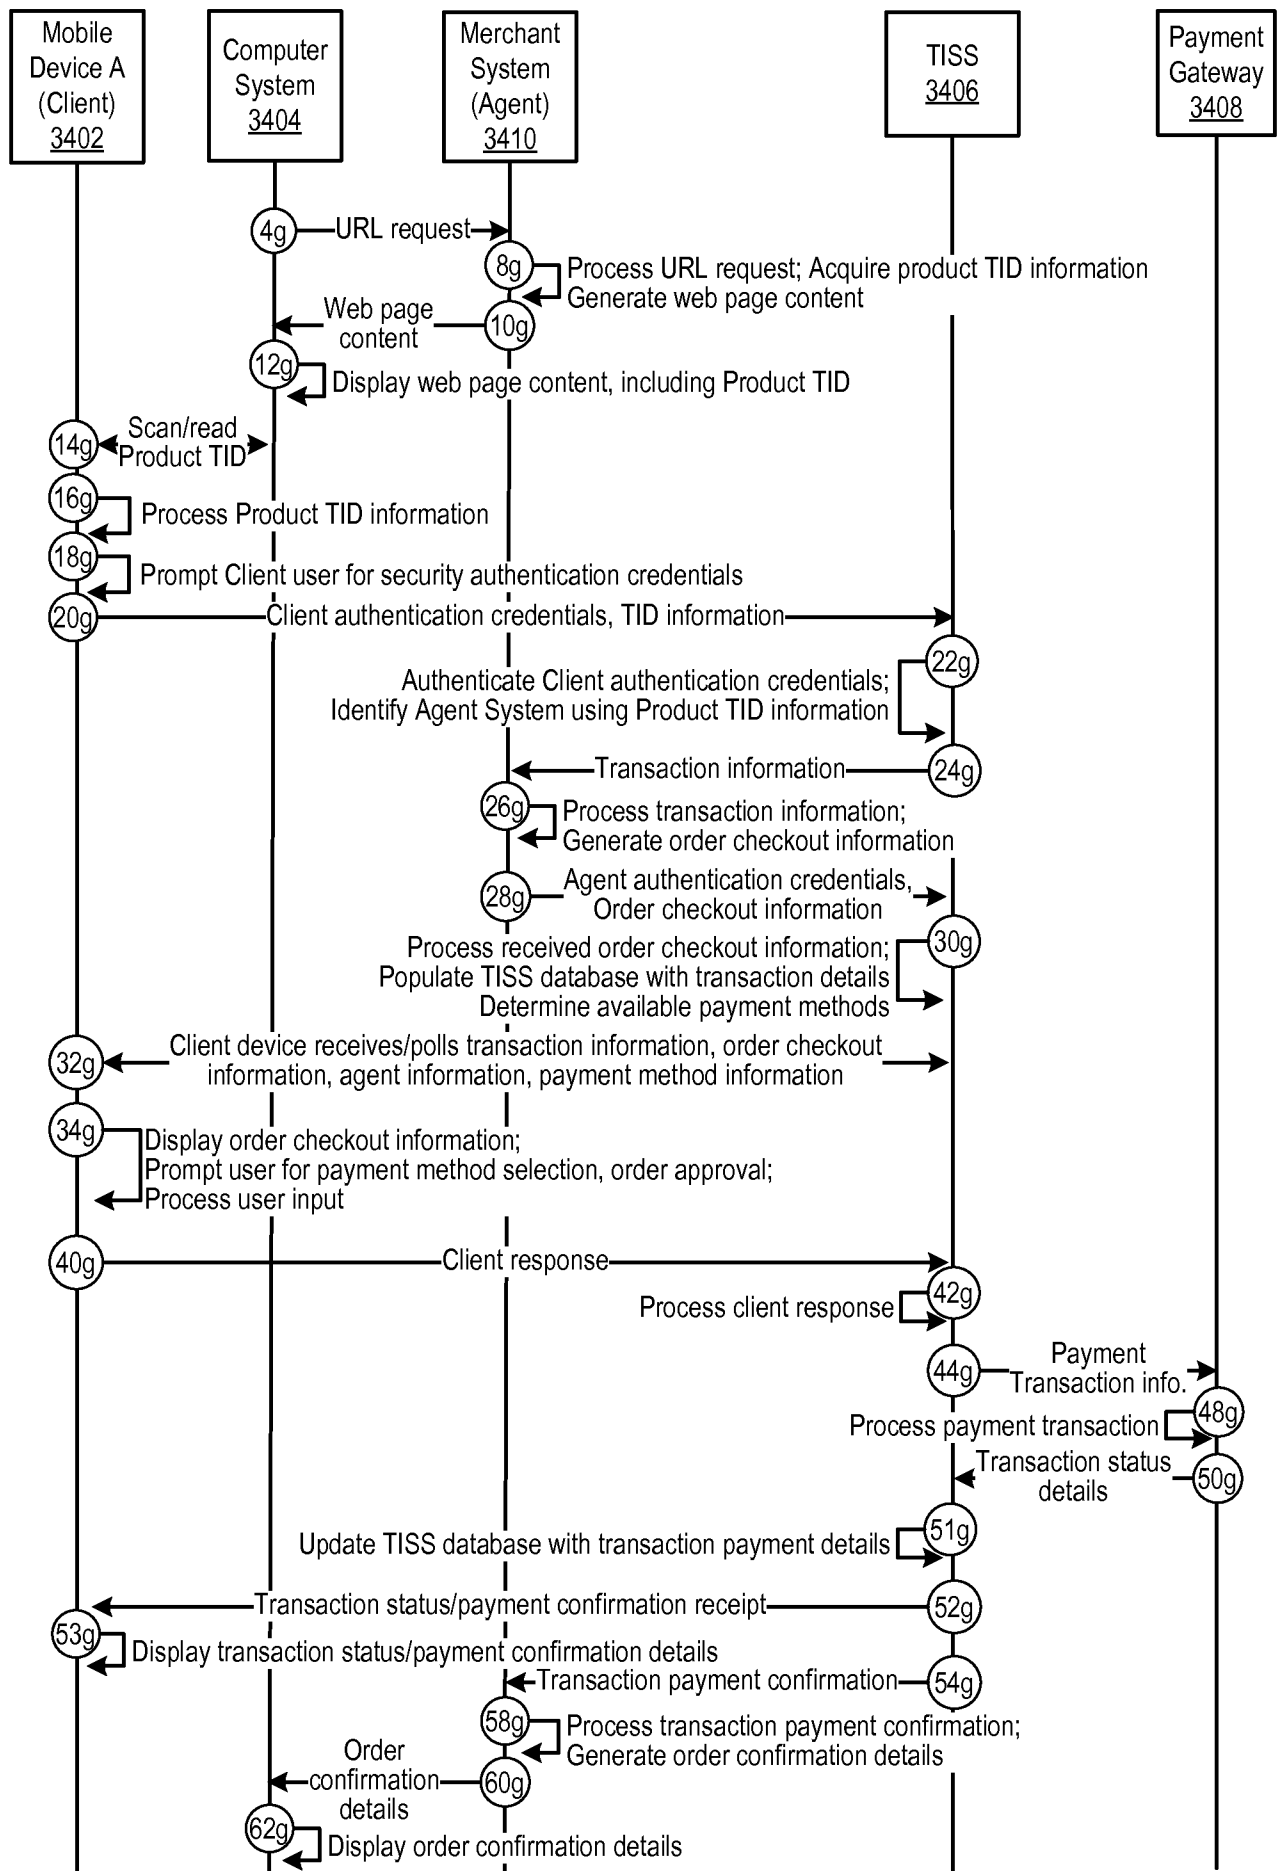 Mobile
Device A
(Client)
3402
Computer
System
3404
Merchant
System
(Agent)
3410
TISS
3406
Payment
Gateway
3408
4g
URL request
8g
Process URL request; Acquire product TID information
Generate web page content
Web page
content
10g
12g
Display web page content, including Product TID
14g
Scan/read
Product TID
16g
Process Product TID information
18g
Prompt Client user for security authentication credentials
20g
Client authentication credentials, TID information
22g
Authenticate Client authentication credentials;
Identify Agent System using Product TID information
Transaction information
24g
26g
Process transaction information;
Generate order checkout information
28g
Agent authentication credentials,
Order checkout information
30g
Process received order checkout information;
Populate TISS database with transaction details
Determine available payment methods
32g
Client device receives/polls transaction information, order checkout
information, agent information, payment method information
34g
Display order checkout information;
Prompt user for payment method selection, order approval;
Process user input
40g
Client response
42g
Process client response
44g
Payment
Transaction info.
48g
Process payment transaction
Transaction status
details
50g
51g
Update TISS database with transaction payment details
Transaction status/payment confirmation receipt
52g
53g
Display transaction status/payment confirmation details
Transaction payment confirmation
54g
58g
Process transaction payment confirmation;
Generate order confirmation details
Order
confirmation
details
60g
62g
Display order confirmation details